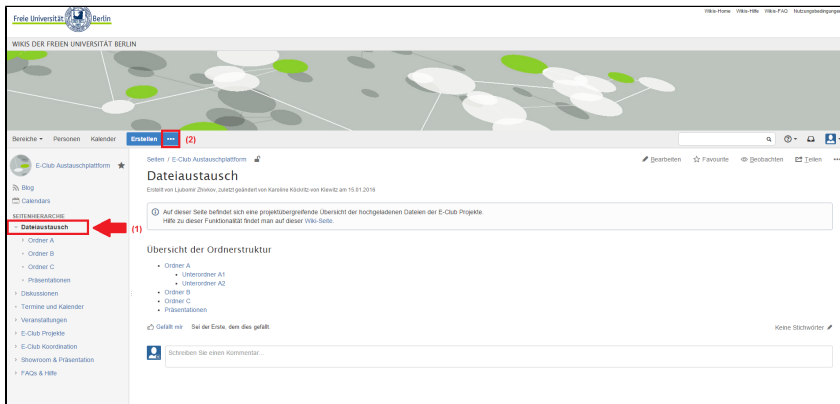 Wikis-Home Wikis-Hilfe Wikis-FAQ Nutzungsbedingungen
Freie Universität Berlin
WIKIS DER FREIEN UNIVERSITÄT BERLIN
Bereiche Personen Kalender Erstellen ••• (2)
E-Club Austauschplattform
Blog
Calendars
SEITENHIERARCHIE
Dateiaustausch (1)
Ordner A
Ordner B
Ordner C
Präsentationen
Diskussionen
Termine und Kalender
Veranstaltungen
E-Club Projekte
E-Club Koordination
Showroom & Präsentation
FAQs & Hilfe
Seiten / E-Club Austauschplattform
Bearbeiten Favourite Beobachten Teilen •••
Dateiaustausch
Erstellt von Ljubomir Zhivkov, zuletzt geändert von Karoline Köckritz-von Klewitz am 15.01.2016
Auf dieser Seite befindet sich eine projektübergreifende Übersicht der hochgeladenen Dateien der E-Club Projekte.
Hilfe zu dieser Funktionalität findet man auf dieser Wiki-Seite.
Übersicht der Ordnerstruktur
Ordner A
Unterordner A1
Unterordner A2
Ordner B
Ordner C
Präsentationen
Gefällt mir Sei der Erste, dem dies gefällt.
Keine Stichwörter
Schreiben Sie einen Kommentar...